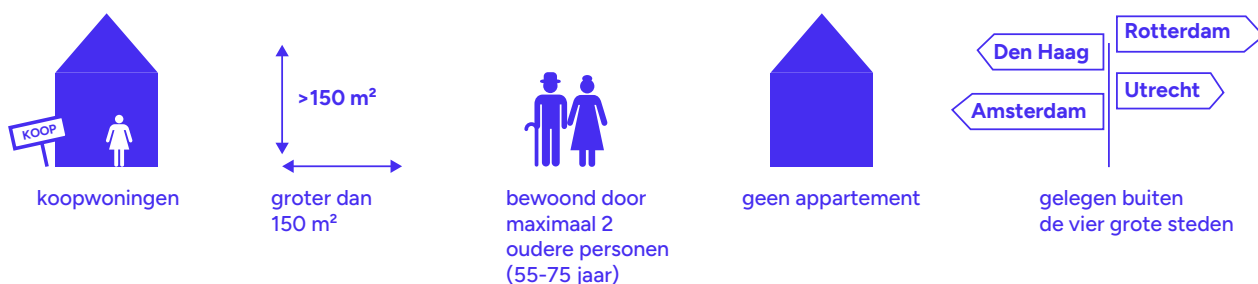 KOOP
koopwoningen
>150 m²
groter dan
150 m²
bewoond door
maximaal 2
oudere personen
(55-75 jaar)
geen appartement
Rotterdam
Den Haag
Utrecht
Amsterdam
gelegen buiten
de vier grote steden